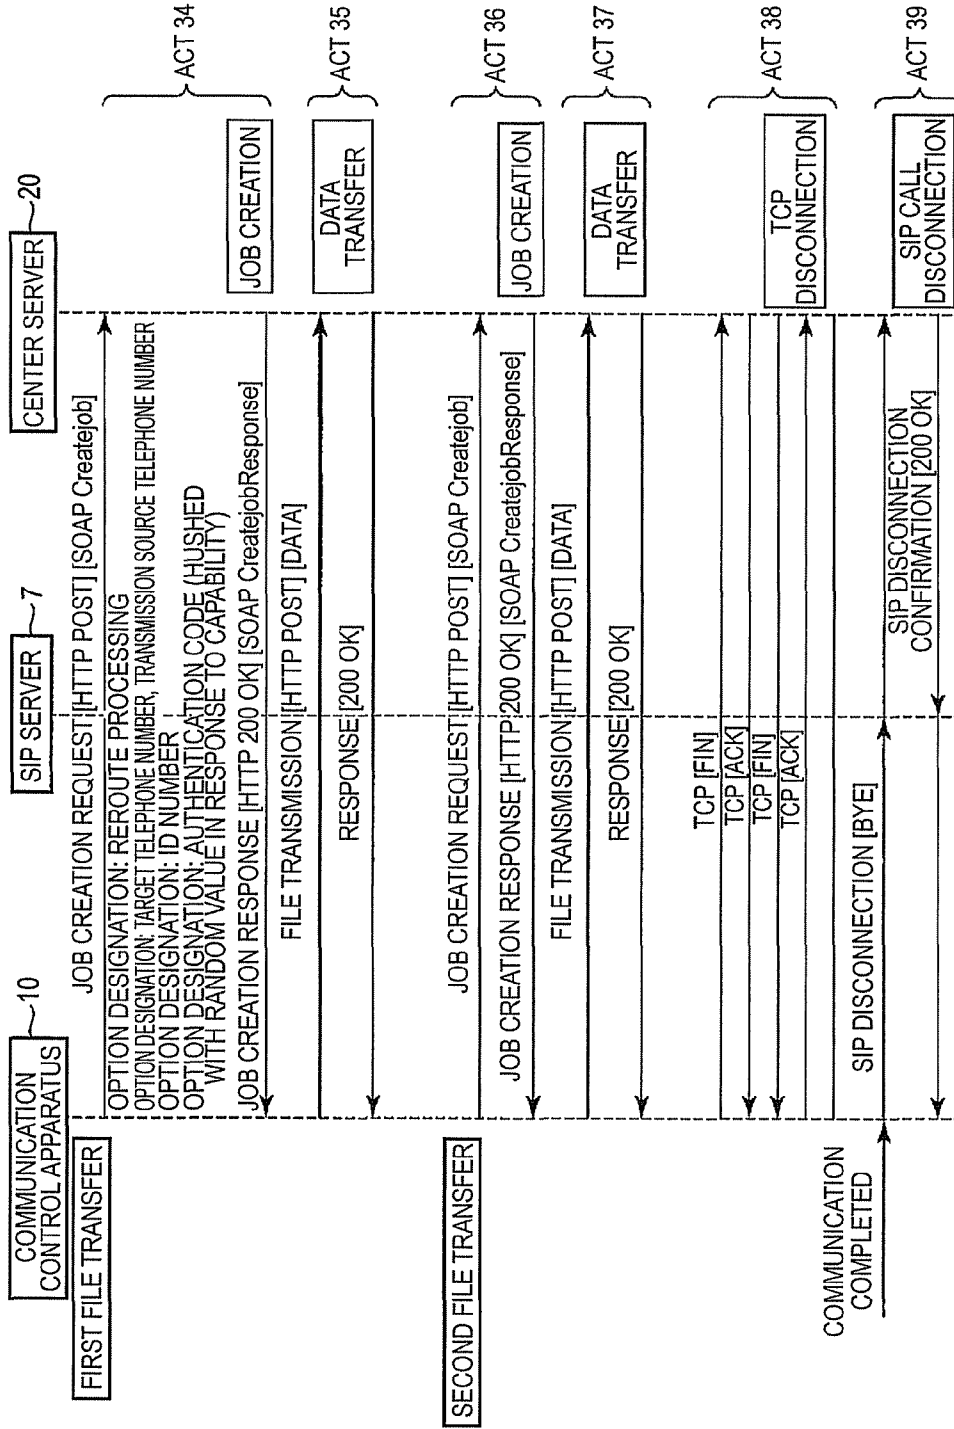 COMMUNICATION
CONTROL APPARATUS
10
SIP SERVER
7
CENTER SERVER
20
FIRST FILE TRANSFER
JOB CREATION REQUEST [HTTP POST] [SOAP Createjob]
OPTION DESIGNATION: REROUTE PROCESSING
OPTION DESIGNATION: TARGET TELEPHONE NUMBER, TRANSMISSION SOURCE TELEPHONE NUMBER
OPTION DESIGNATION: ID NUMBER
OPTION DESIGNATION: AUTHENTICATION CODE (HUSHED
WITH RANDOM VALUE IN RESPONSE TO CAPABILITY)
JOB CREATION RESPONSE [HTTP 200 OK] [SOAP CreatejobResponse]
JOB CREATION
ACT 34
FILE TRANSMISSION [HTTP POST] [DATA]
RESPONSE [200 OK]
DATA
TRANSFER
ACT 35
SECOND FILE TRANSFER
JOB CREATION REQUEST [HTTP POST] [SOAP Createjob]
JOB CREATION RESPONSE [HTTP 200 OK] [SOAP CreatejobResponse]
JOB CREATION
ACT 36
FILE TRANSMISSION [HTTP POST] [DATA]
RESPONSE [200 OK]
DATA
TRANSFER
ACT 37
TCP [FIN]
TCP [ACK]
TCP [FIN]
TCP [ACK]
TCP
DISCONNECTION
ACT 38
COMMUNICATION
COMPLETED
SIP DISCONNECTION [BYE]
SIP DISCONNECTION
CONFIRMATION [200 OK]
SIP CALL
DISCONNECTION
ACT 39